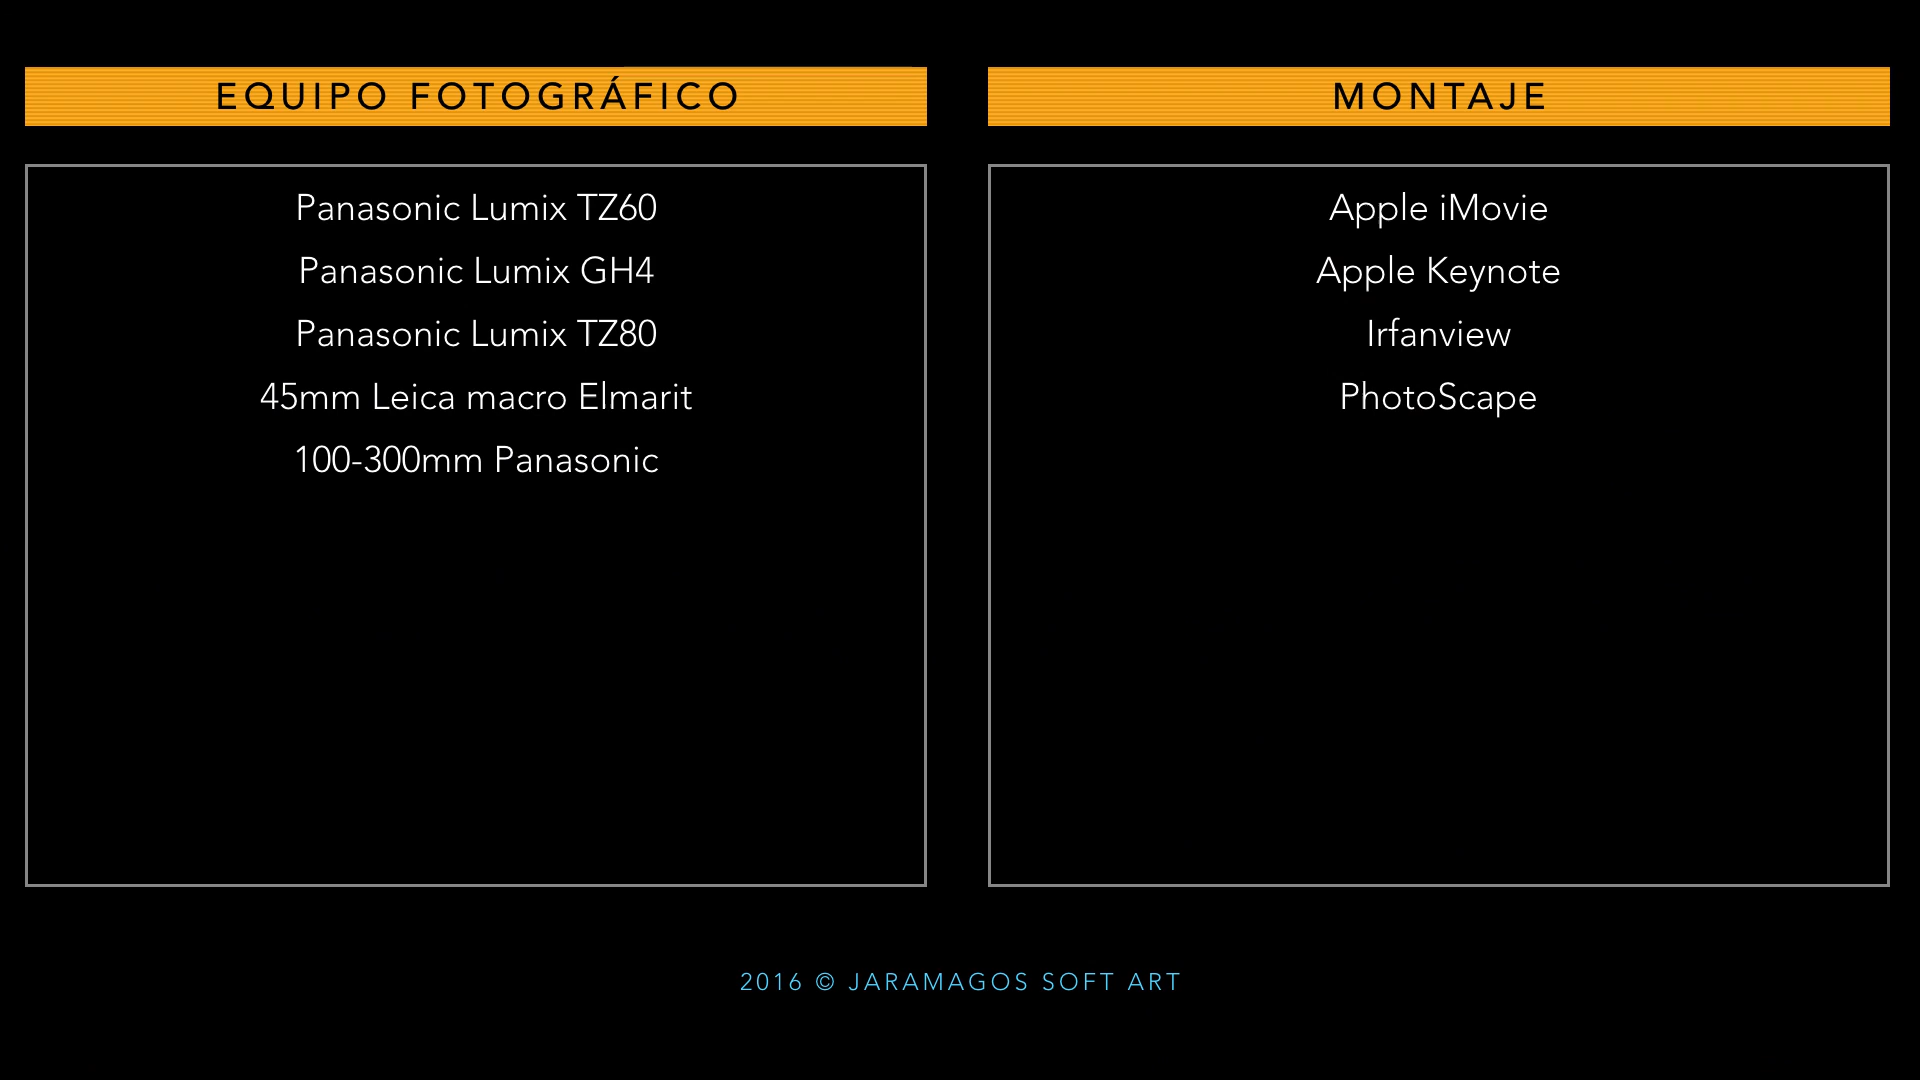 EQUIPO FOTOGRÁFICO
Panasonic Lumix TZ60
Panasonic Lumix GH4
Panasonic Lumix TZ80
45mm Leica macro Elmarit
100-300mm Panasonic
MONTAJE
Apple iMovie
Apple Keynote
Irfanview
PhotoScape
2016 © JARAMAGOS SOFT ART